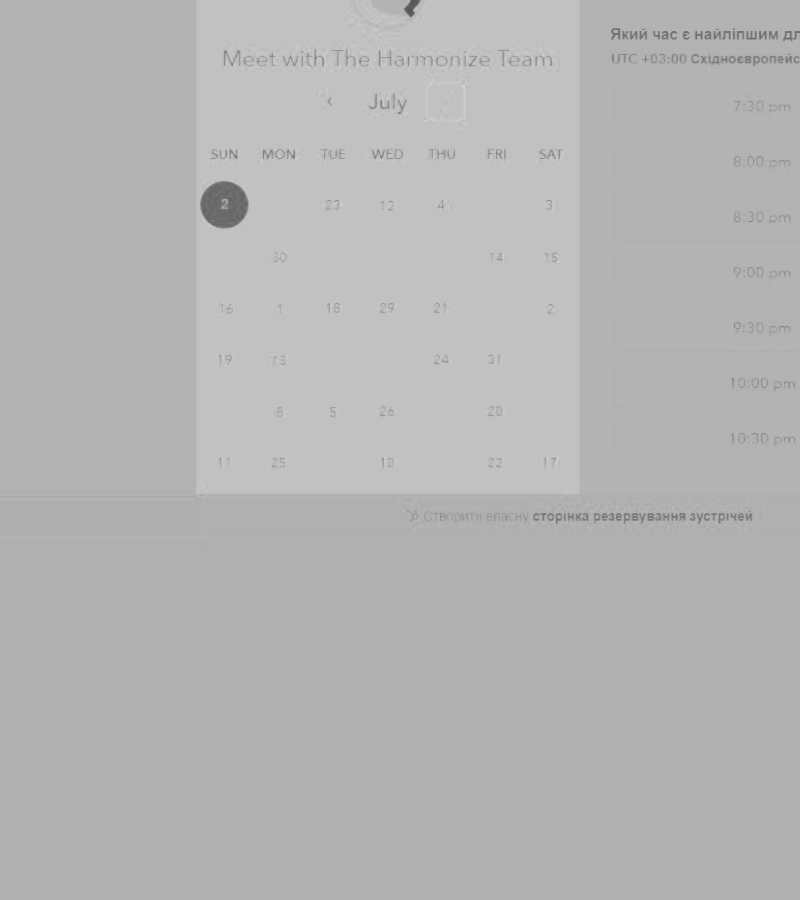 Meet with The Harmonize Team
‹ July
SUN MON TUE WED THU FRI SAT
2 23 12 4 3
30 14 15
16 1 18 29 21 2
19 13 24 31
8 5 26 20
11 25 10 22 17
Який час є найліпшим дл
UTC +03:00 Східноєвропейс
7:30 pm
8:00 pm
8:30 pm
9:00 pm
9:30 pm
10:00 pm
10:30 pm
Створити власну сторінка резервування зустрічей